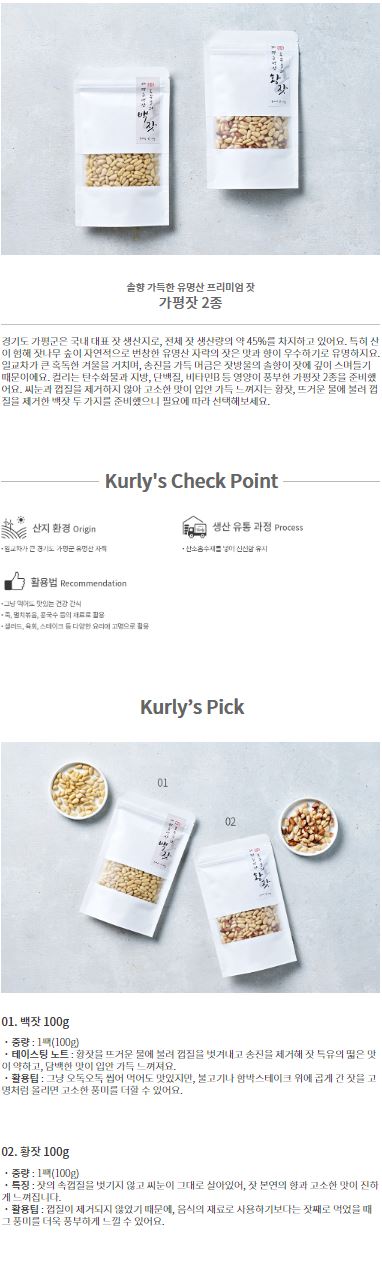 백잣
황잣
솔향 가득한 유명산 프리미엄 잣
가평잣 2종
경기도 가평군은 국내 대표 잣 생산지로, 전체 잣 생산량의 약 45%를 차지하고 있어요. 특히 산
이 험해 잣나무 숲이 자연적으로 번창한 유명산 자락의 잣은 맛과 향이 우수하기로 유명하지요.
일교차가 큰 혹독한 겨울을 거치며, 송진을 가득 머금은 잣방울의 솔향이 잣에 깊이 스며들기
때문이에요. 컬리는 탄수화물과 지방, 단백질, 비타민B 등 영양이 풍부한 가평잣 2종을 준비했
어요. 씨눈과 껍질을 제거하지 않아 고소한 맛이 입안 가득 느껴지는 황잣, 뜨거운 물에 불려 껍
질을 제거한 백잣 두 가지를 준비했으니 필요에 따라 선택해보세요.
Kurly's Check Point
산지 환경 Origin
• 일교차가 큰 경기도 가평군 유명산 자락
생산 유통 과정 Process
• 산소흡수제를 넣어 신선함 유지
활용법 Recommendation
• 그냥 먹어도 맛있는 건강 간식
• 죽, 멸치볶음, 콩국수 등의 재료로 활용
• 샐러드, 육회, 스테이크 등 다양한 요리에 고명으로 활용
Kurly’s Pick
01
02
백잣
황잣
01. 백잣 100g
・중량 : 1팩(100g)
・테이스팅 노트 : 황잣을 뜨거운 물에 불려 껍질을 벗겨내고 송진을 제거해 잣 특유의 떫은 맛
이 약하고, 담백한 맛이 입안 가득 느껴져요.
・활용팁 : 그냥 오독오독 씹어 먹어도 맛있지만, 불고기나 함박스테이크 위에 곱게 간 잣을 고
명처럼 올리면 고소한 풍미를 더할 수 있어요.
02. 황잣 100g
・중량 : 1팩(100g)
・특징 : 잣의 속껍질을 벗기지 않고 씨눈이 그대로 살아있어, 잣 본연의 향과 고소한 맛이 진하
게 느껴집니다.
・활용팁 : 껍질이 제거되지 않았기 때문에, 음식의 재료로 사용하기보다는 잣째로 먹었을 때
그 풍미를 더욱 풍부하게 느낄 수 있어요.